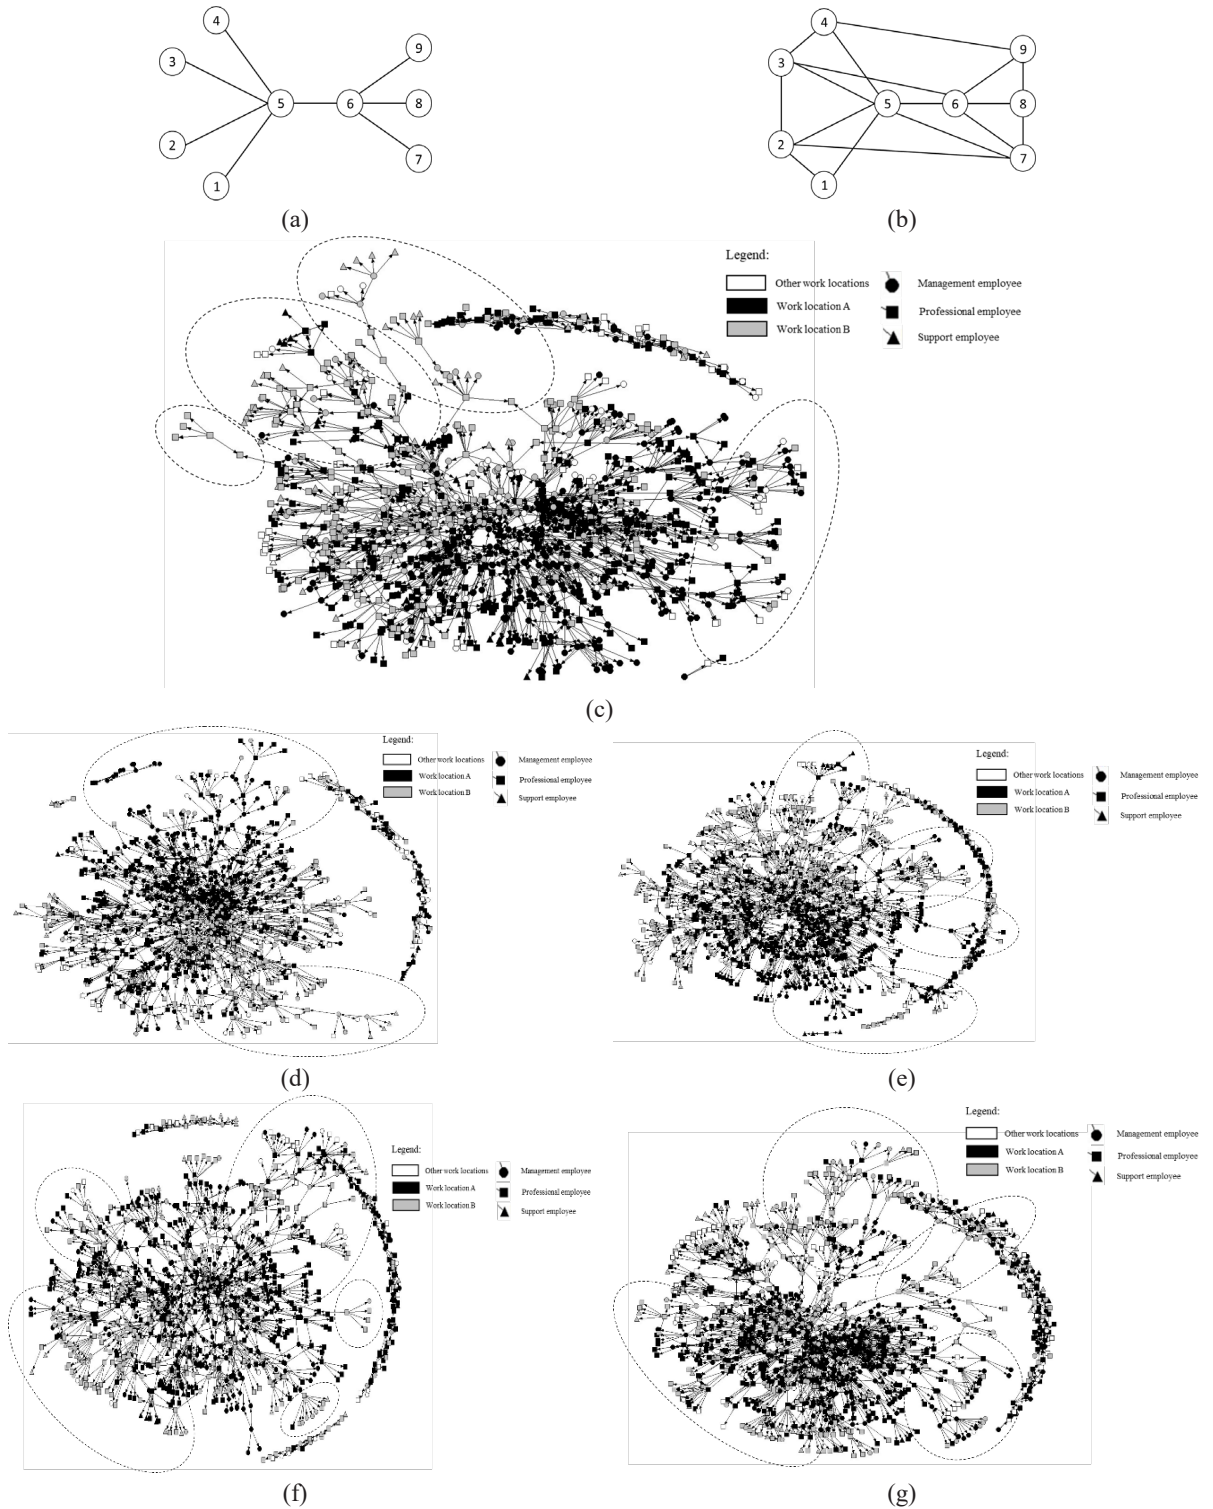 4
3
9
5
6
8
2
7
1
(a)
4
9
3
5
6
8
2
7
1
(b)
Legend:
Other work locations
Management employee
Work location A
Professional employee
Work location B
Support employee
(c)
Legend:
Other work locations
Management employee
Work location A
Professional employee
Work location B
Support employee
(d)
Legend:
Other work locations
Management employee
Work location A
Professional employee
Work location B
Support employee
(e)
Legend:
Other work locations
Management employee
Work location A
Professional employee
Work location B
Support employee
(f)
Legend:
Other work locations
Management employee
Work location A
Professional employee
Work location B
Support employee
(g)